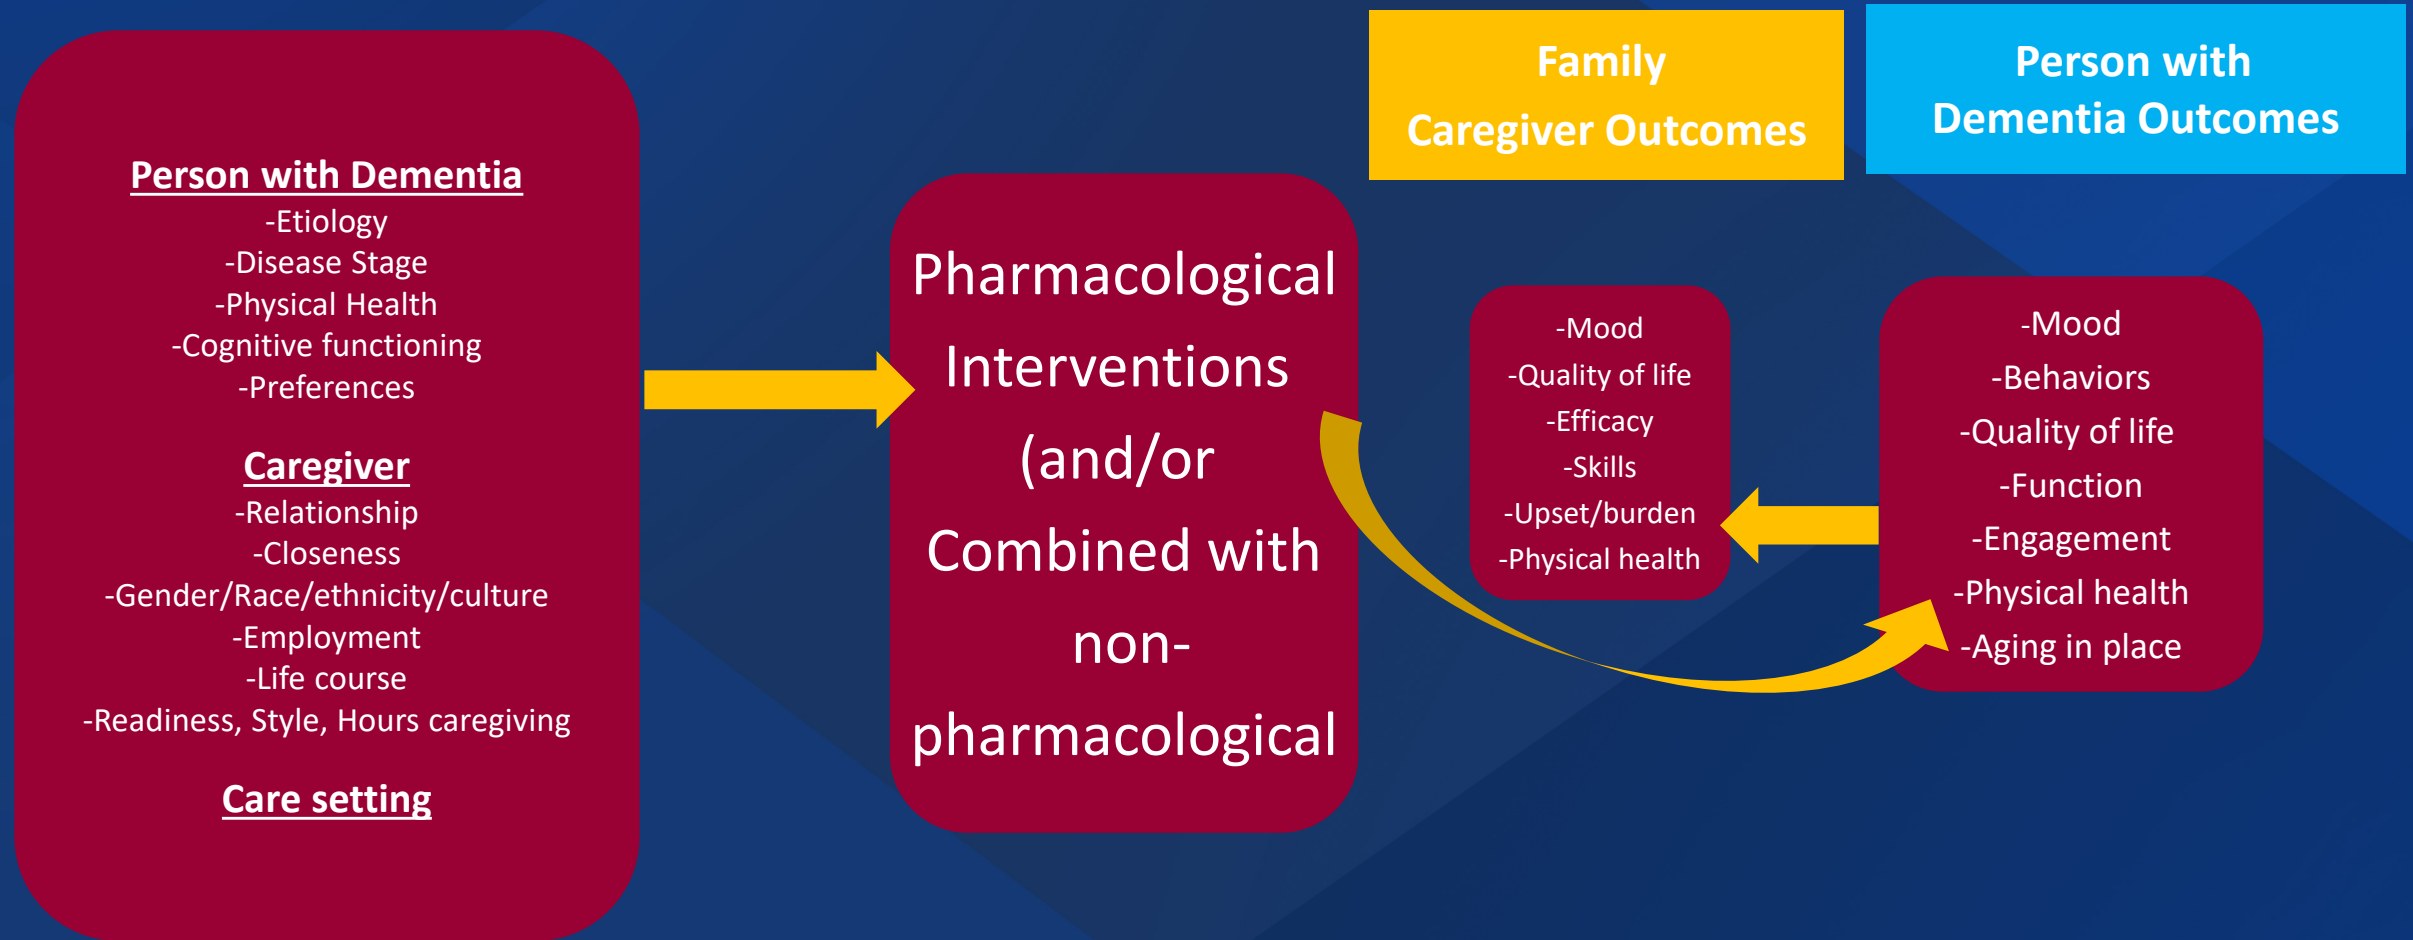 Person with Dementia
-Etiology
-Disease Stage
-Physical Health
-Cognitive functioning
-Preferences
Caregiver
-Relationship
-Closeness
-Gender/Race/ethnicity/culture
-Employment
-Life course
-Readiness, Style, Hours caregiving
Care setting
Pharmacological
Interventions
(and/or
Combined with
non-
pharmacological
Family
Caregiver Outcomes
-Mood
-Quality of life
-Efficacy
-Skills
-Upset/burden
-Physical health
Person with
Dementia Outcomes
-Mood
-Behaviors
-Quality of life
-Function
-Engagement
-Physical health
-Aging in place